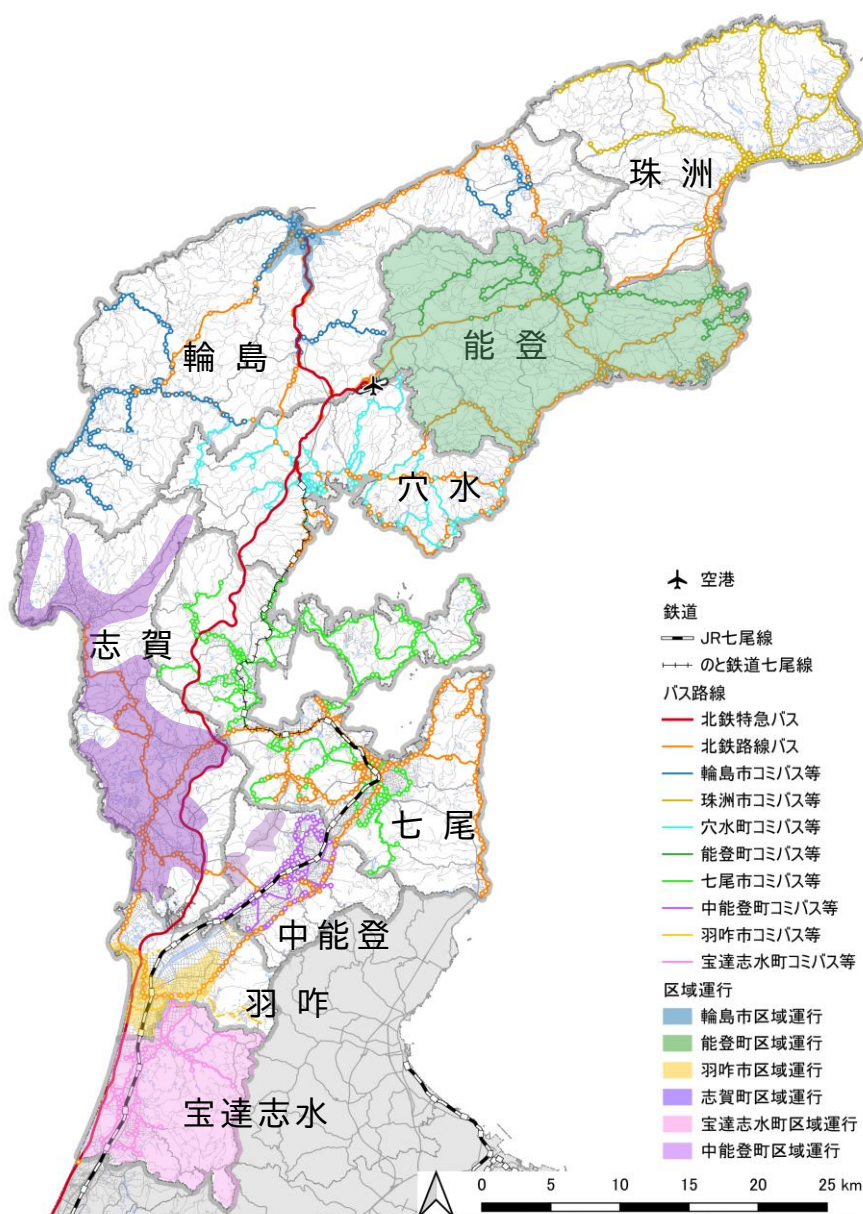 珠洲
能登
輪島
穴水
志賀
七尾
中能登
羽咋
宝達志水
空港
鉄道
JR七尾線
のと鉄道七尾線
バス路線
北鉄特急バス
北鉄路線バス
輪島市コミバス等
珠洲市コミバス等
穴水町コミバス等
能登町コミバス等
七尾市コミバス等
中能登町コミバス等
羽咋市コミバス等
宝達志水町コミバス等
区域運行
輪島市区域運行
能登町区域運行
羽咋市区域運行
志賀町区域運行
宝達志水町区域運行
中能登町区域運行
0 5 10 15 20 25 km